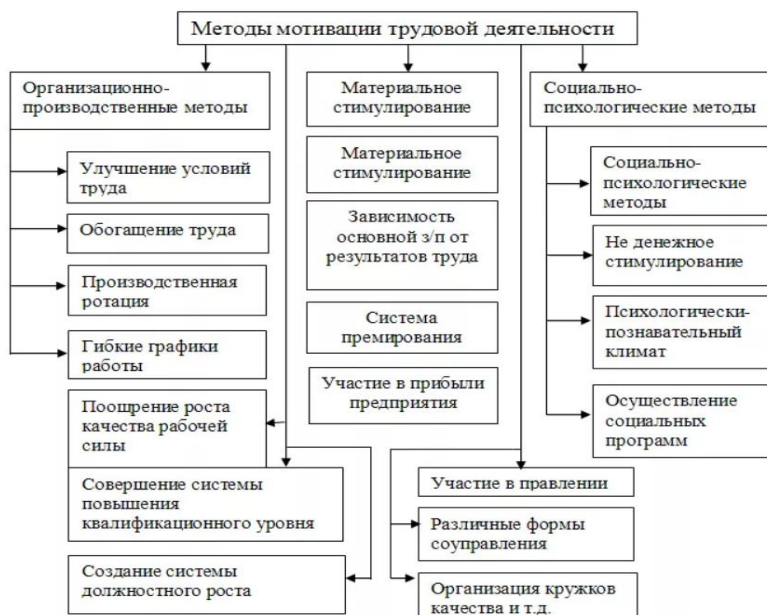 Методы мотивации трудовой деятельности
Организационно-
производственные методы
Материальное
стимулирование
Социально-
психологические методы
Улучшение условий
труда
Обогащение труда
Производственная
ротация
Гибкие графики
работы
Материальное
стимулирование
Зависимость
основной з/п от
результатов труда
Система
премирования
Участие в прибыли
предприятия
Социально-
психологические
методы
Не денежное
стимулирование
Психологически-
познавательный
климат
Осуществление
социальных
программ
Поощрение роста
качества рабочей
силы
Совершение системы
повышения
квалификационного уровня
Создание системы
должностного роста
Участие в правлении
Различные формы
соуправления
Организация кружков
качества и т.д.